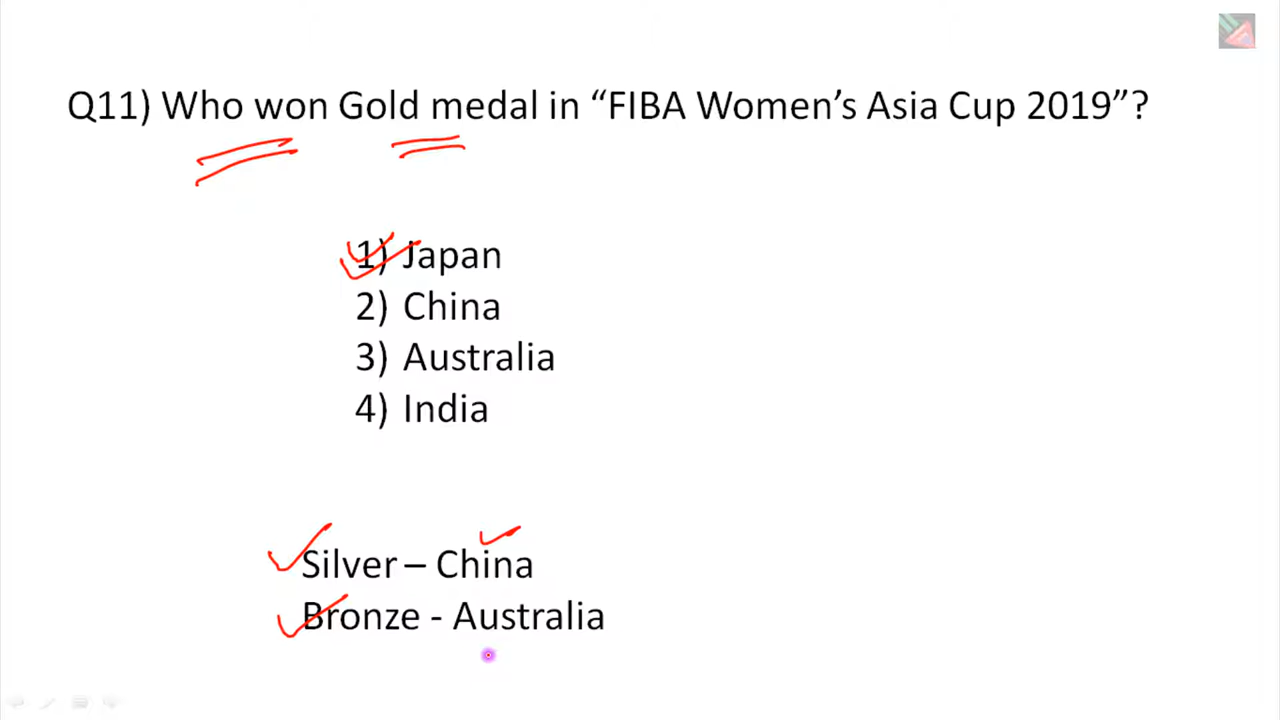 Q11) Who won Gold medal in “FIBA Women’s Asia Cup 2019”?
1) Japan
2) China
3) Australia
4) India
Silver – China
Bronze - Australia